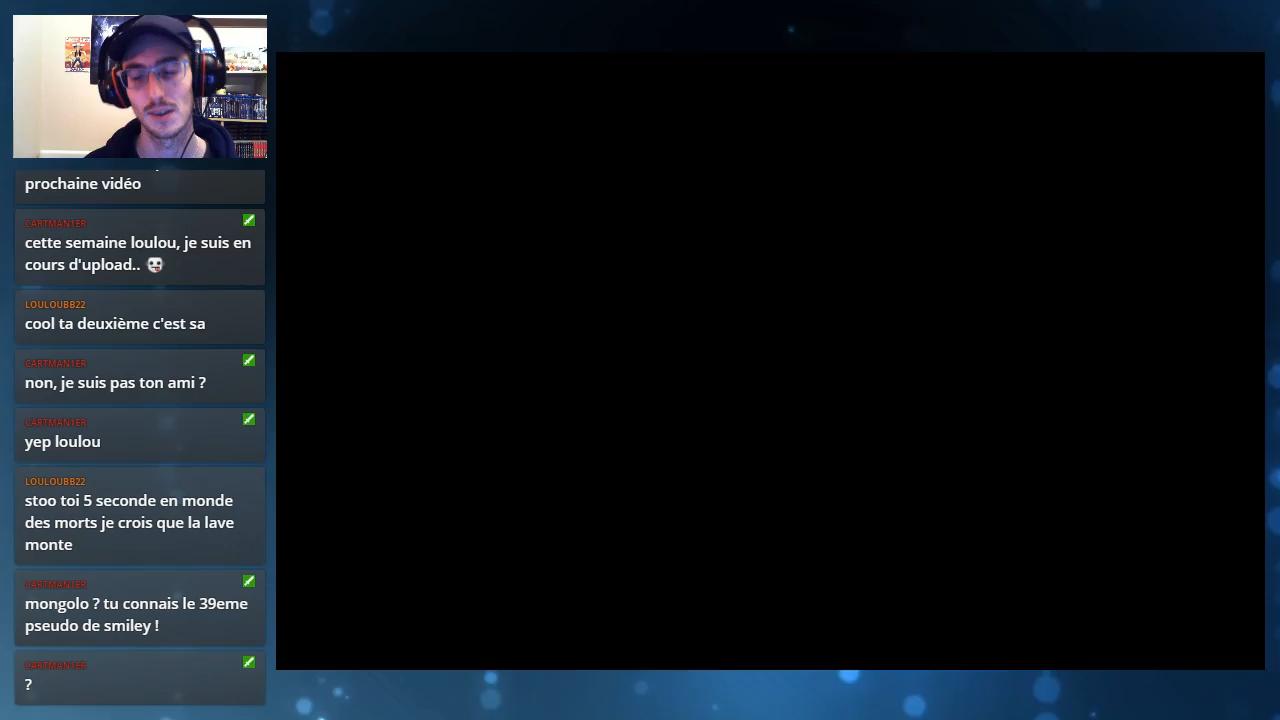 prochaine vidéo
CARTMAN1ER
cette semaine loulou, je suis en
cours d'upload..
LOULOUBB22
cool ta deuxième c'est sa
CARTMAN1ER
non, je suis pas ton ami ?
CARTMAN1ER
yep loulou
LOULOUBB22
stoo toi 5 seconde en monde
des morts je crois que la lave
monte
CARTMAN1ER
mongolo ? tu connais le 39eme
pseudo de smiley !
CARTMAN1ER
?